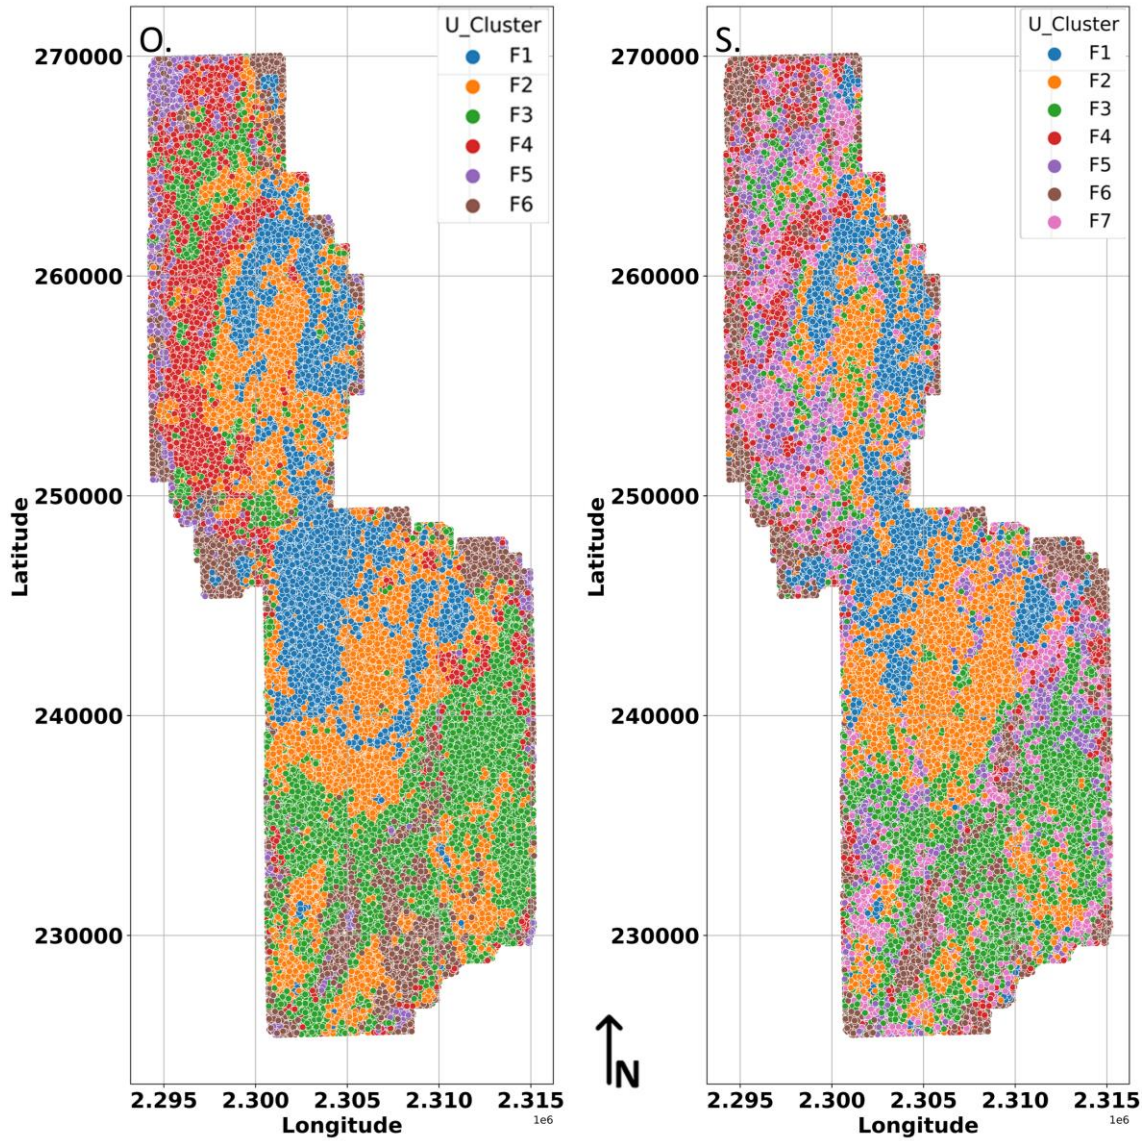 O.
U_Cluster
F1
F2
F3
F4
F5
F6
270000
260000
250000
240000
230000
Latitude
2.295 2.300 2.305 2.310 2.315
1e6
Longitude
S.
U_Cluster
F1
F2
F3
F4
F5
F6
F7
270000
260000
250000
240000
230000
Latitude
2.295 2.300 2.305 2.310 2.315
1e6
Longitude
N